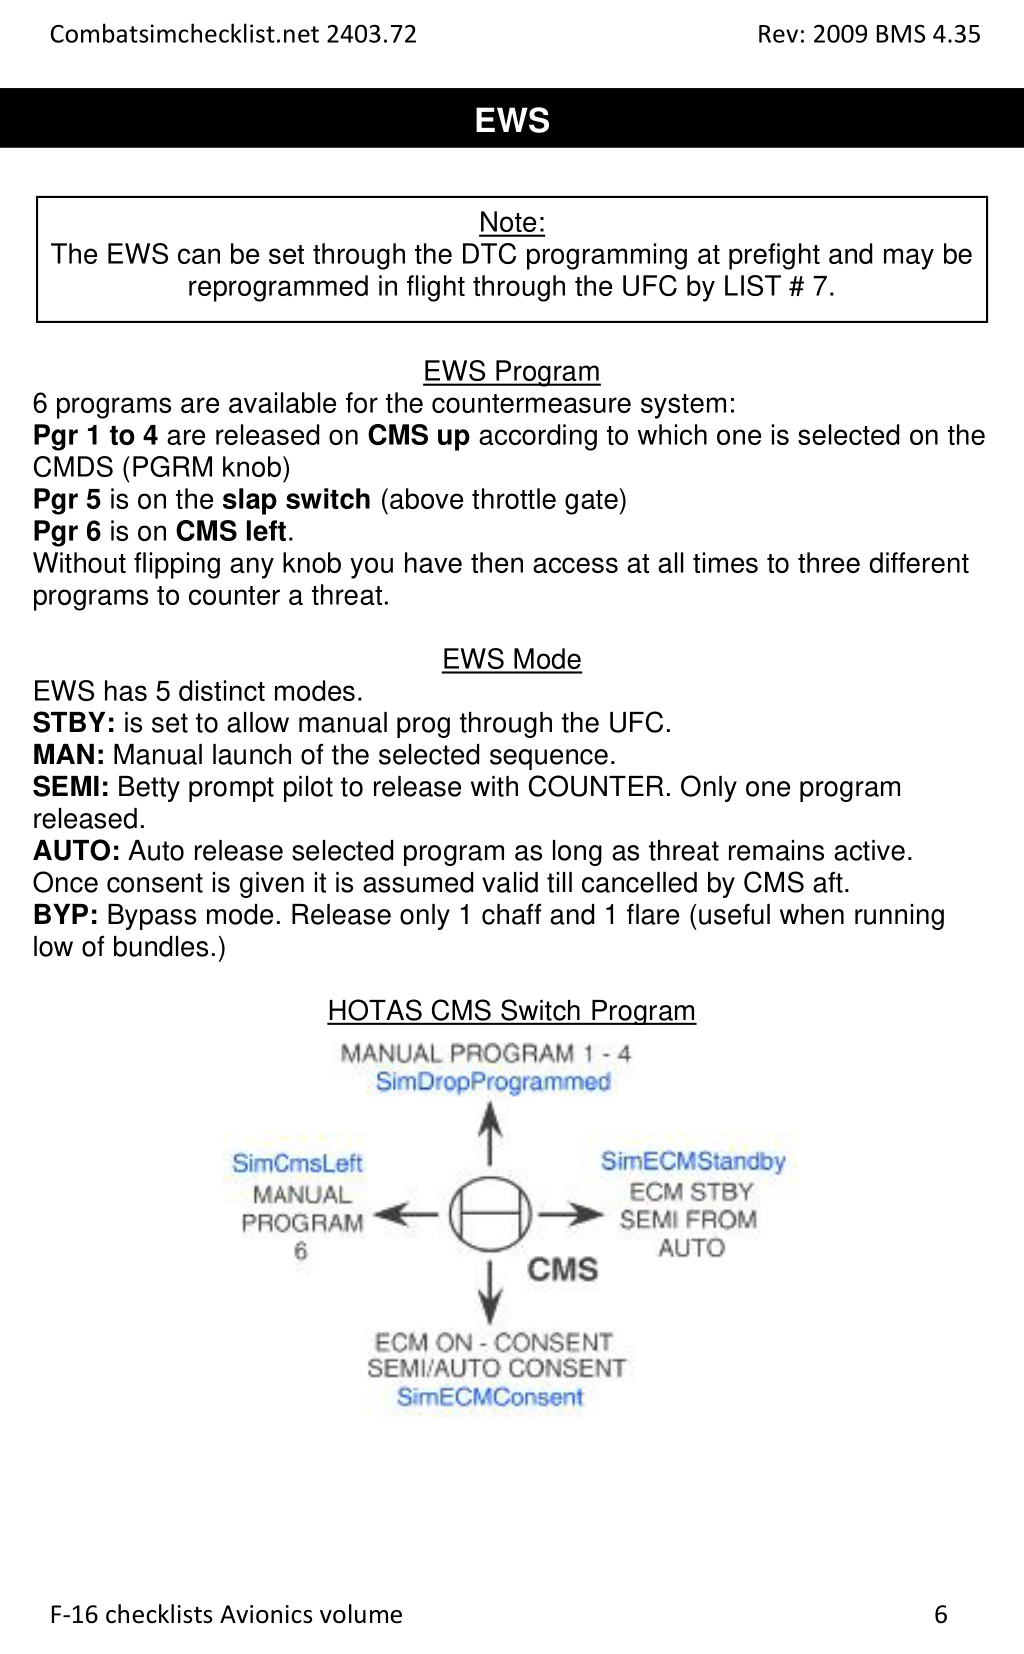 Combatsimchecklist.net 2403.72 Rev: 2009 BMS 4.35
EWS
Note:
The EWS can be set through the DTC programming at prefight and may be
reprogrammed in flight through the UFC by LIST # 7.
EWS Program
6 programs are available for the countermeasure system:
Pgr 1 to 4 are released on CMS up according to which one is selected on the
CMDS (PGRM knob)
Pgr 5 is on the slap switch (above throttle gate)
Pgr 6 is on CMS left.
Without flipping any knob you have then access at all times to three different
programs to counter a threat.
EWS Mode
EWS has 5 distinct modes.
STBY: is set to allow manual prog through the UFC.
MAN: Manual launch of the selected sequence.
SEMI: Betty prompt pilot to release with COUNTER. Only one program
released.
AUTO: Auto release selected program as long as threat remains active.
Once consent is given it is assumed valid till cancelled by CMS aft.
BYP: Bypass mode. Release only 1 chaff and 1 flare (useful when running
low of bundles.)
HOTAS CMS Switch Program
MANUAL PROGRAM 1 - 4
SimDropProgrammed
SimCmsLeft
MANUAL
PROGRAM
6
SimECMStandby
ECM STBY
SEMI FROM
AUTO
CMS
ECM ON - CONSENT
SEMI/AUTO CONSENT
SimECMConsent
F-16 checklists Avionics volume 6